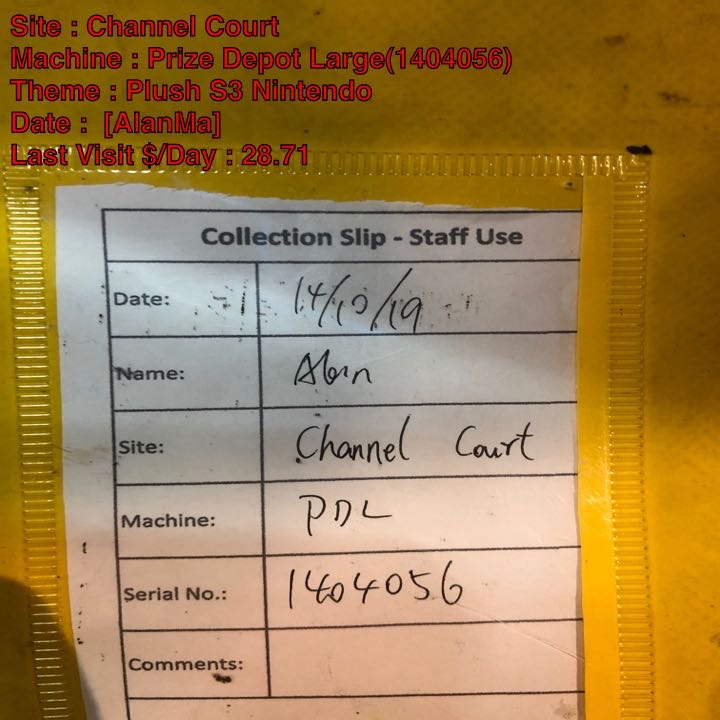 Site : Channel Court
Machine : Prize Depot Large(1404056)
Theme : Plush S3 Nintendo
Date :  [AlanMa]
Last Visit $/Day : 28.71
Collection Slip - Staff Use
Date: 14/10/19
Name: Alan
Site: Channel Court
Machine: PDL
Serial No.: 1404056
Comments: